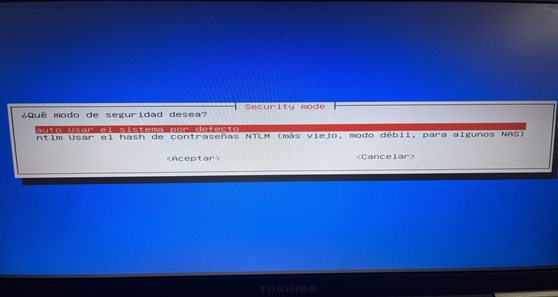 Security mode
¿Qué modo de seguridad desea?
auto Usar el sistema por defecto
ntlm Usar el hash de contraseñas NTLM (más viejo, modo débil, para algunos NAS)
<Aceptar> <Cancelar>
TOSHIBA